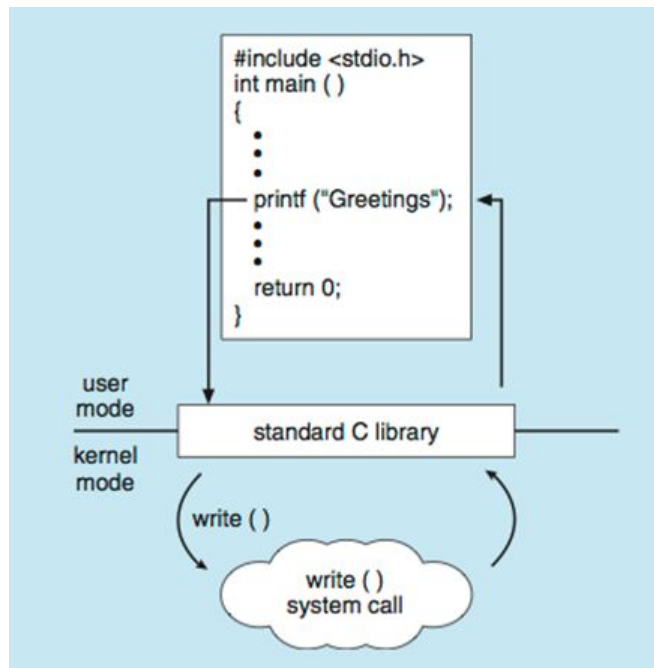 #include <stdio.h>
int main ( )
{
•
•
•
printf ("Greetings");
•
•
•
return 0;
}
user
mode
standard C library
kernel
mode
write ( )
write ( )
system call